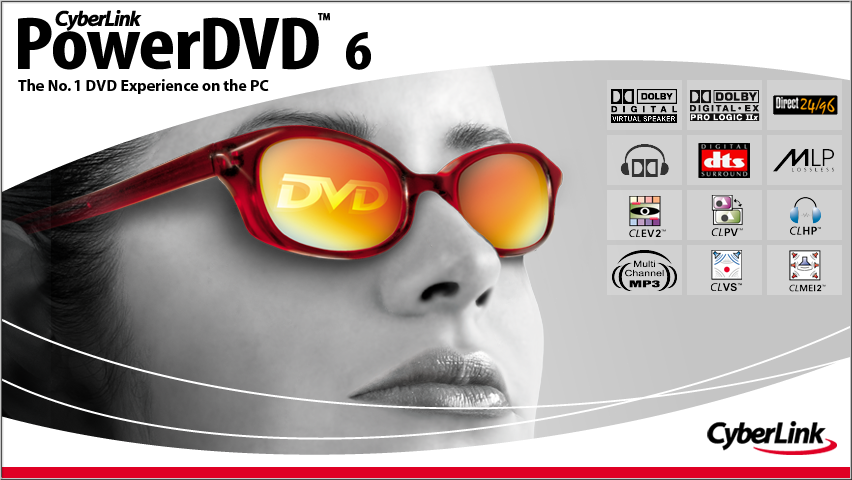 CyberLink
PowerDVD™ 6
The No. 1 DVD Experience on the PC
DVD
DOLBY
DIGITAL
VIRTUAL SPEAKER
DOLBY
DIGITAL·EX
PRO LOGIC IIx
Direct 24/96
DIGITAL
dts
SURROUND
MLP
LOSSLESS
CLEV2™
CLPV™
CLHP™
Multi
Channel
MP3
CLVS™
CLMEI2™
CyberLink